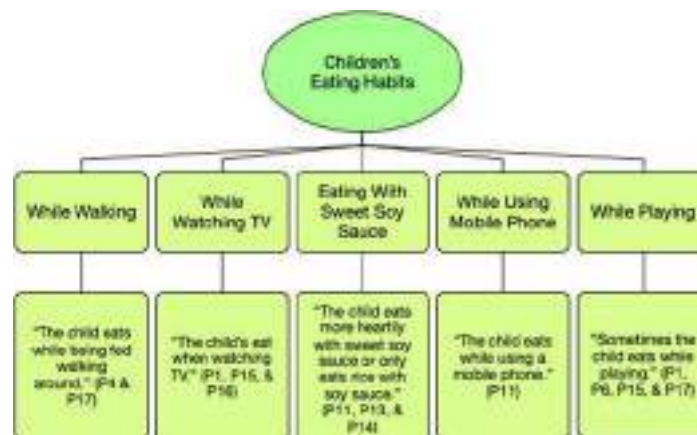 Children's
Eating Habits
While Walking
While
Watching TV
Eating With
Sweet Soy
Sauce
While Using
Mobile Phone
While Playing
"The child eats
while being fed
walking
around." (P4 &
P17)
"The child's eat
when watching
TV." (P1, P15, &
P16)
"The child eats
more heartily
with sweet soy
sauce or only
eats rice with
soy sauce."
(P11, P13, &
P14)
"The child eats
while using a
mobile phone."
(P11)
"Sometimes the
child eats while
playing." (P1,
P6, P15, & P17)